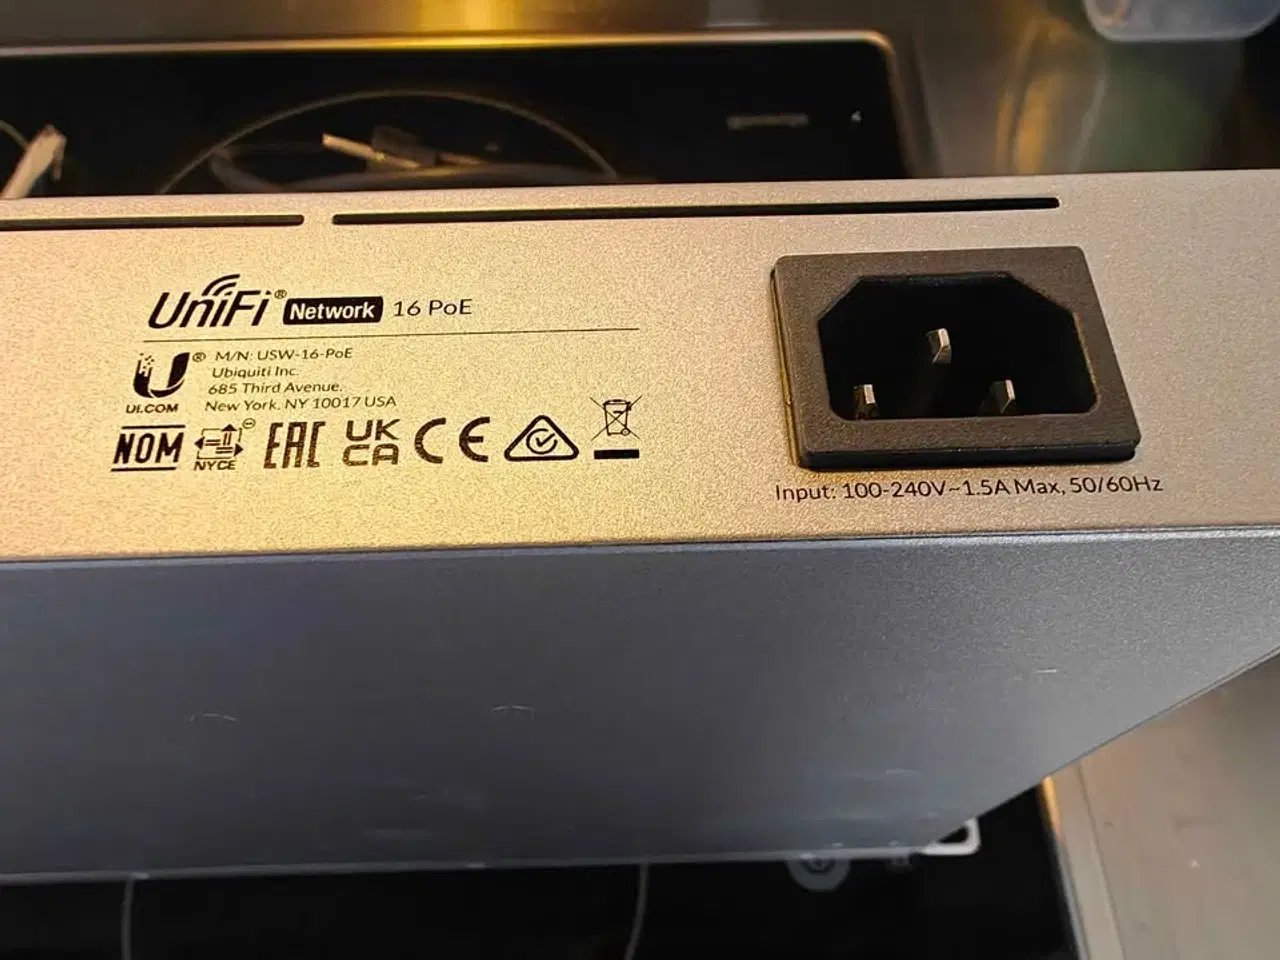 UniFi® Network 16 PoE
® M/N: USW-16-PoE
Ubiquiti Inc.
685 Third Avenue.
New York. NY 10017 USA
UI.COM
NOM NYCE EAC UK CA CE
Input: 100-240V~1.5A Max, 50/60Hz